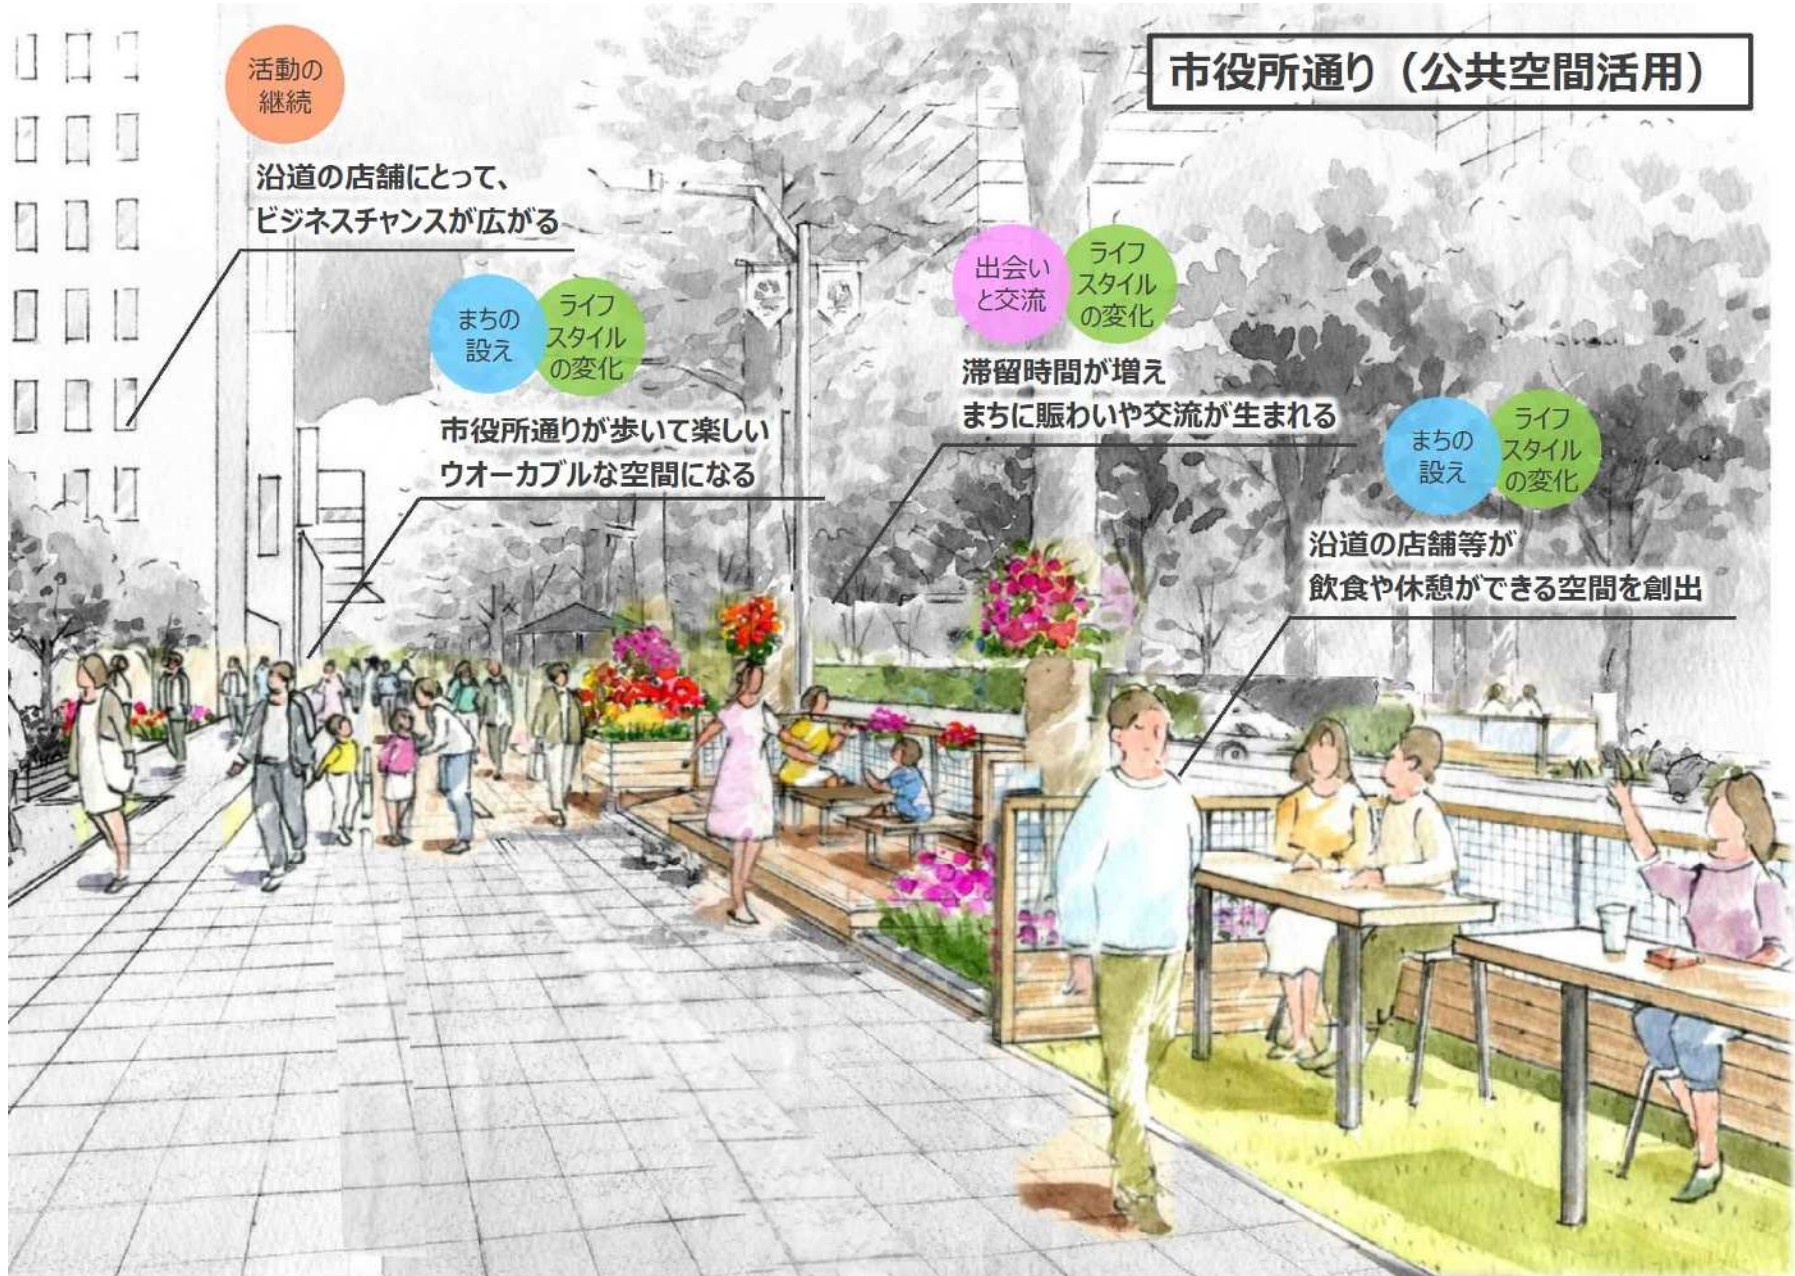 市役所通り（公共空間活用）
活動の
継続
沿道の店舗にとって、
ビジネスチャンスが広がる
まちの
設え
ライフ
スタイル
の変化
市役所通りが歩いて楽しい
ウオーカブルな空間になる
出会い
と交流
ライフ
スタイル
の変化
滞留時間が増え
まちに賑わいや交流が生まれる
まちの
設え
ライフ
スタイル
の変化
沿道の店舗等が
飲食や休憩ができる空間を創出